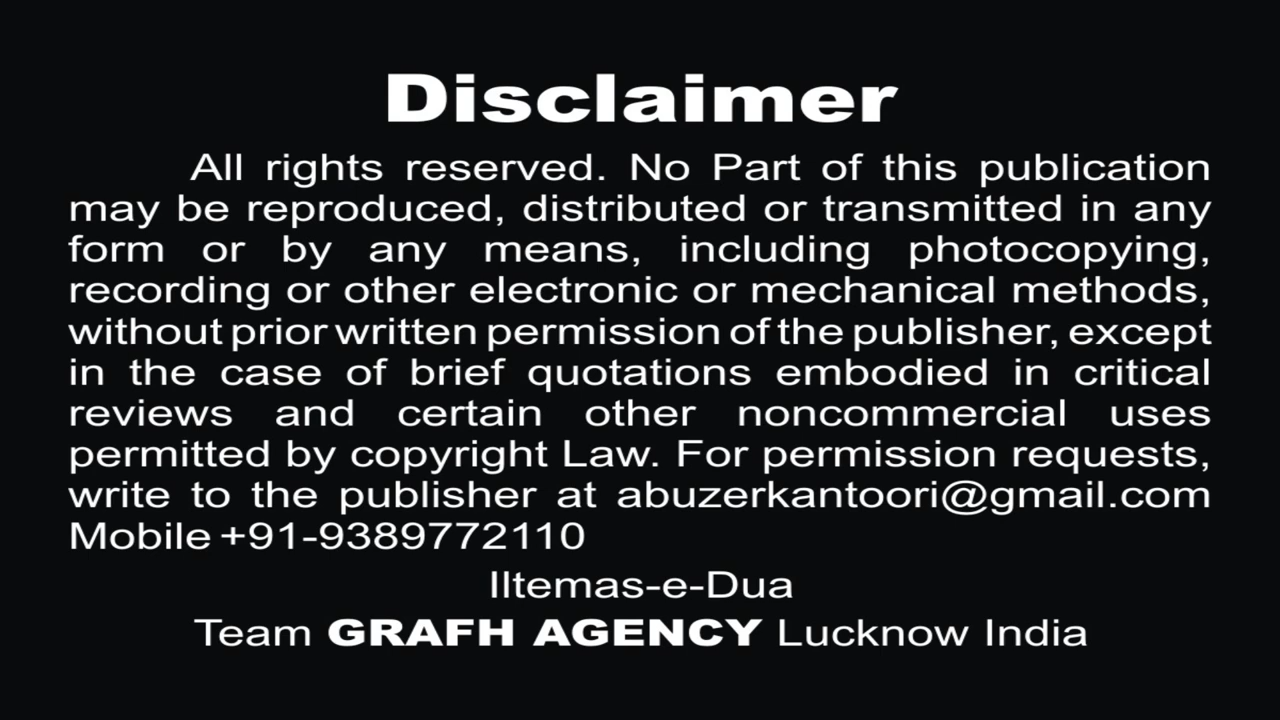 Disclaimer
All rights reserved. No Part of this publication
may be reproduced, distributed or transmitted in any
form or by any means, including photocopying,
recording or other electronic or mechanical methods,
without prior written permission of the publisher, except
in the case of brief quotations embodied in critical
reviews and certain other noncommercial uses
permitted by copyright Law. For permission requests,
write to the publisher at abuzerkantoori@gmail.com
Mobile +91-9389772110
Iltemas-e-Dua
Team GRAFH AGENCY Lucknow India